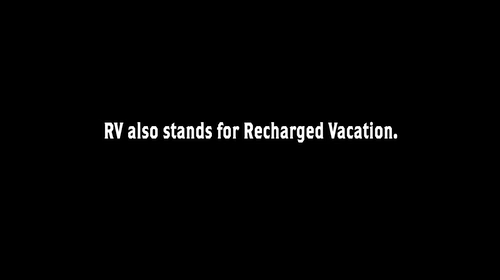 RV also stands for Recharged Vacation.